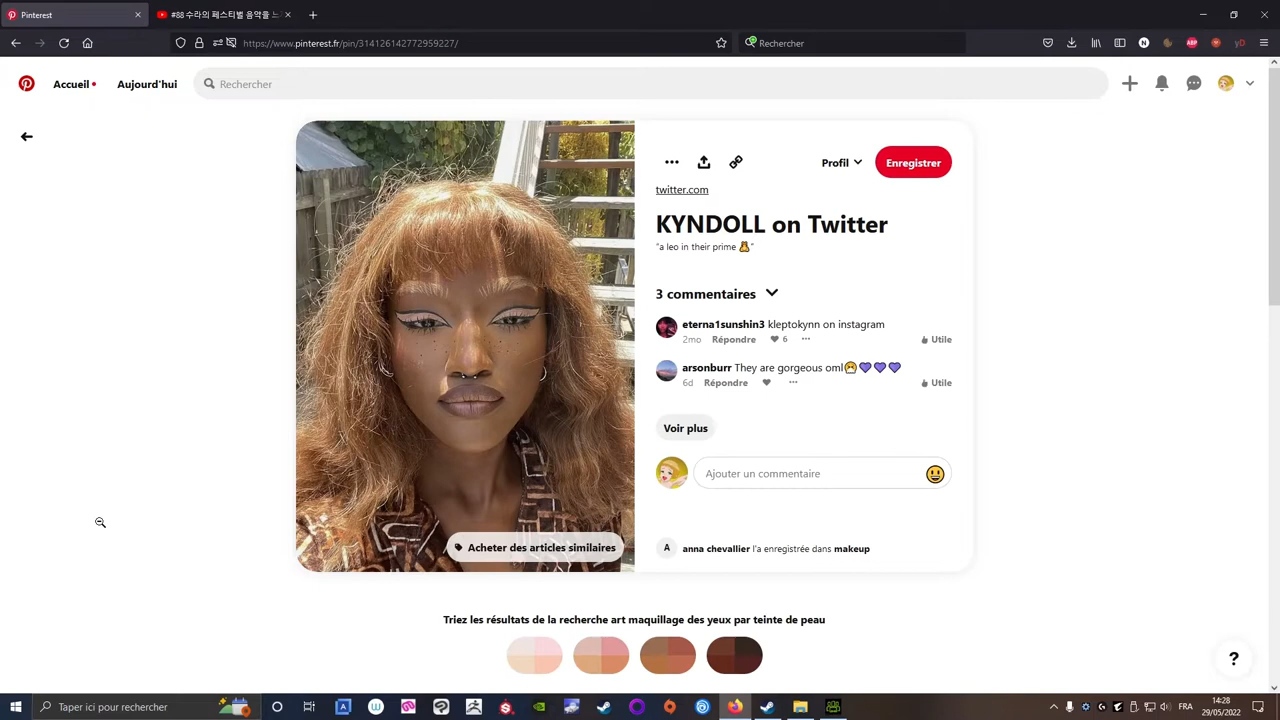 Pinterest
#88 수라의 페스티벌 음악을 느
https://www.pinterest.fr/pin/314126142772959227/
Rechercher
Accueil
Aujourd'hui
Rechercher
Profil
Enregistrer
twitter.com
KYNDOLL on Twitter
"a leo in their prime 🧸"
3 commentaires
eterna1sunshin3 kleptokynn on instagram
2mo Répondre 6 Utile
arsonburr They are gorgeous oml😭💜💜💜
6d Répondre Utile
Voir plus
Ajouter un commentaire
A anna chevallier l'a enregistrée dans makeup
Acheter des articles similaires
Triez les résultats de la recherche art maquillage des yeux par teinte de peau
?
Taper ici pour rechercher
FRA
14:28
29/05/2022